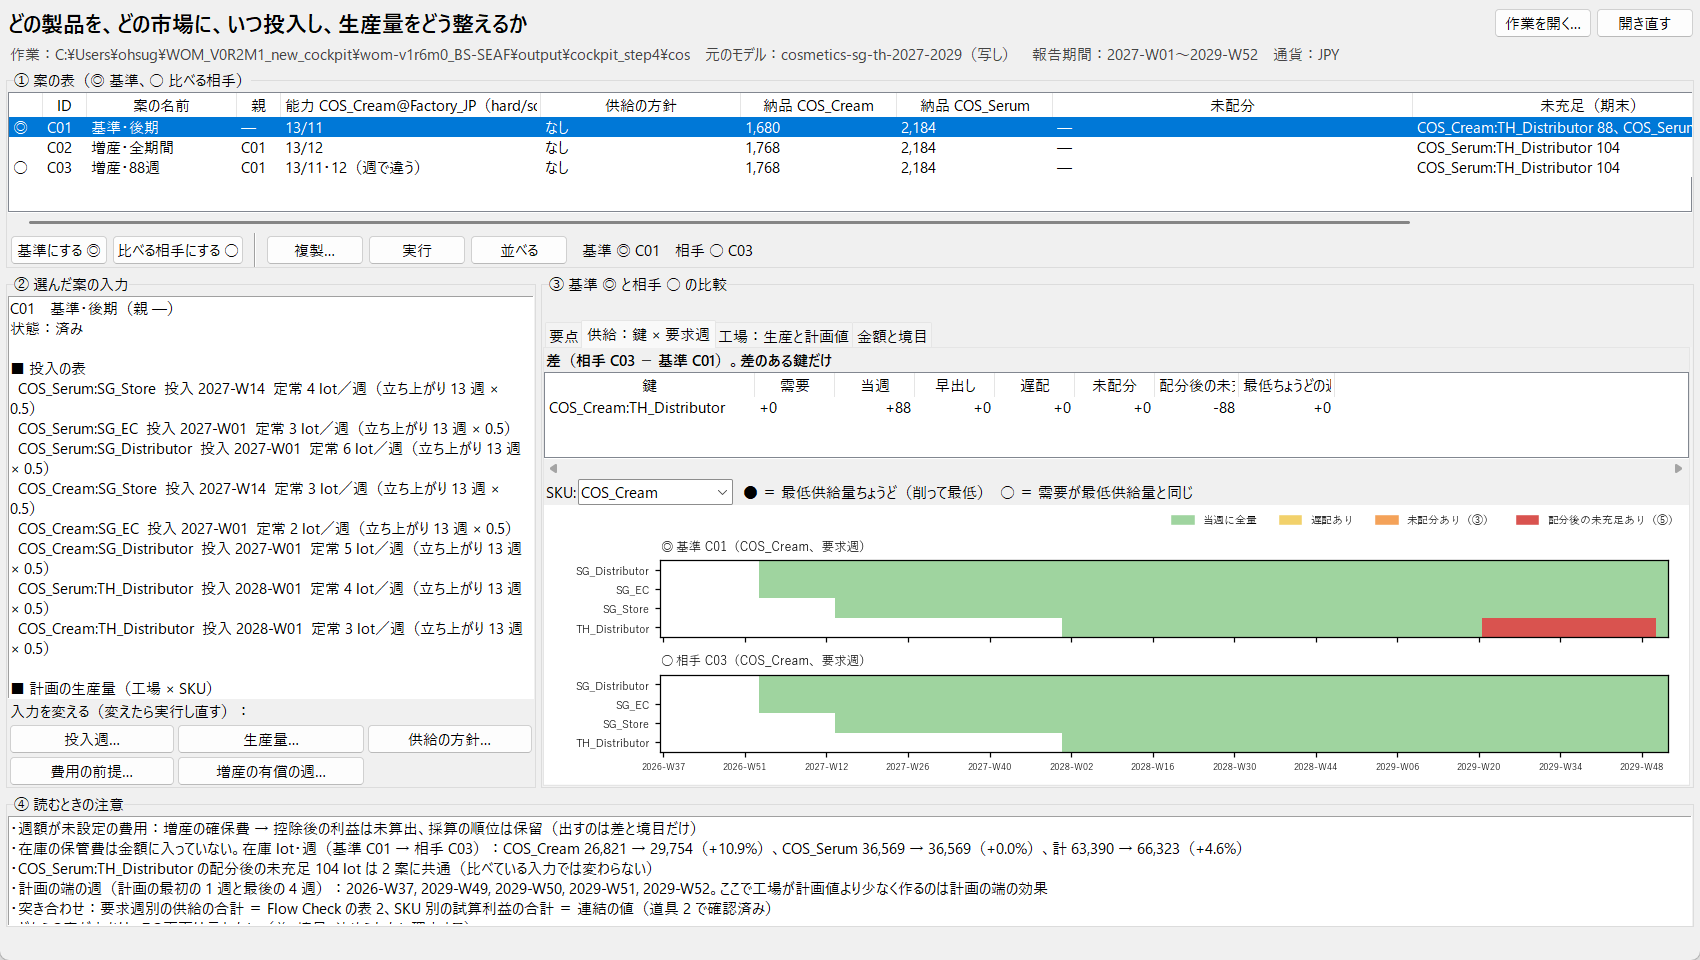 どの製品を、どの市場に、いつ投入し、生産量をどう整えるか
作業を開く...
開き直す
作業：C:¥Users¥ohsug¥WOM_V0R2M1_new_cockpit¥wom-v1r6m0_BS-SEAF¥output¥cockpit_step4¥cos　元のモデル：cosmetics-sg-th-2027-2029（写し）　報告期間：2027-W01～2029-W52　通貨：JPY
① 案の表（◎ 基準、○ 比べる相手）
ID 案の名前 親 能力 COS_Cream@Factory_JP（hard/sc 供給の方針 納品 COS_Cream 納品 COS_Serum 未配分 未充足（期末）
◎ C01 基準・後期 — 13/11 なし 1,680 2,184 — COS_Cream:TH_Distributor 88、COS_Serum
C02 増産・全期間 C01 13/12 なし 1,768 2,184 — COS_Serum:TH_Distributor 104
○ C03 増産・88週 C01 13/11・12（週で違う） なし 1,768 2,184 — COS_Serum:TH_Distributor 104
基準にする ◎ 比べる相手にする ○ 複製... 実行 並べる 基準 ◎ C01　相手 ○ C03
② 選んだ案の入力
C01　基準・後期（親 —）
状態：済み
■ 投入の表
COS_Serum:SG_Store 投入 2027-W14 定常 4 lot／週（立ち上がり 13 週 ×
0.5）
COS_Serum:SG_EC 投入 2027-W01 定常 3 lot／週（立ち上がり 13 週 × 0.5）
COS_Serum:SG_Distributor 投入 2027-W01 定常 6 lot／週（立ち上がり 13 週
× 0.5）
COS_Cream:SG_Store 投入 2027-W14 定常 3 lot／週（立ち上がり 13 週 ×
0.5）
COS_Cream:SG_EC 投入 2027-W01 定常 2 lot／週（立ち上がり 13 週 × 0.5）
COS_Cream:SG_Distributor 投入 2027-W01 定常 5 lot／週（立ち上がり 13 週
× 0.5）
COS_Serum:TH_Distributor 投入 2028-W01 定常 4 lot／週（立ち上がり 13 週
× 0.5）
COS_Cream:TH_Distributor 投入 2028-W01 定常 3 lot／週（立ち上がり 13 週
× 0.5）
■ 計画の生産量（工場 × SKU）
入力を変える（変えたら実行し直す）：
投入週... 生産量... 供給の方針...
費用の前提... 増産の有償の週...
③ 基準 ◎ と相手 ○ の比較
要点 供給：鍵 × 要求週 工場：生産と計画値 金額と境目
差（相手 C03 − 基準 C01）。差のある鍵だけ
鍵 需要 当週 早出し 遅配 未配分 配分後の未充 最低ちょうどの週
COS_Cream:TH_Distributor +0 +88 +0 +0 +0 -88 +0
SKU: COS_Cream ● ＝ 最低供給量ちょうど（削って最低）　○ ＝ 需要が最低供給量と同じ
当週に全量 遅配あり 未配分あり（③） 配分後の未充足あり（⑤）
◎ 基準 C01（COS_Cream、要求週）
SG_Distributor
SG_EC
SG_Store
TH_Distributor
○ 相手 C03（COS_Cream、要求週）
SG_Distributor
SG_EC
SG_Store
TH_Distributor
2026-W37 2026-W51 2027-W12 2027-W26 2027-W40 2028-W02 2028-W16 2028-W30 2028-W44 2029-W06 2029-W20 2029-W34 2029-W48
④ 読むときの注意
・週額が未設定の費用：増産の確保費 → 控除後の利益は未算出、採算の順位は保留（出すのは差と境目だけ）
・在庫の保管費は金額に入っていない。在庫 lot・週（基準 C01 → 相手 C03）：COS_Cream 26,821 → 29,754（+10.9%）、COS_Serum 36,569 → 36,569（+0.0%）、計 63,390 → 66,323（+4.6%）
・COS_Serum:TH_Distributor の配分後の未充足 104 lot は 2 案に共通（比べている入力では変わらない）
・計画の端の週（計画の最初の 1 週と最後の 4 週）：2026-W37, 2029-W49, 2029-W50, 2029-W51, 2029-W52。ここで工場が計画値より少なく作るのは計画の端の効果
・突き合わせ：要求週別の供給の合計 ＝ Flow Check の表 2、SKU 別の試算利益の合計 ＝ 連結の値（道具 2 で確認済み）